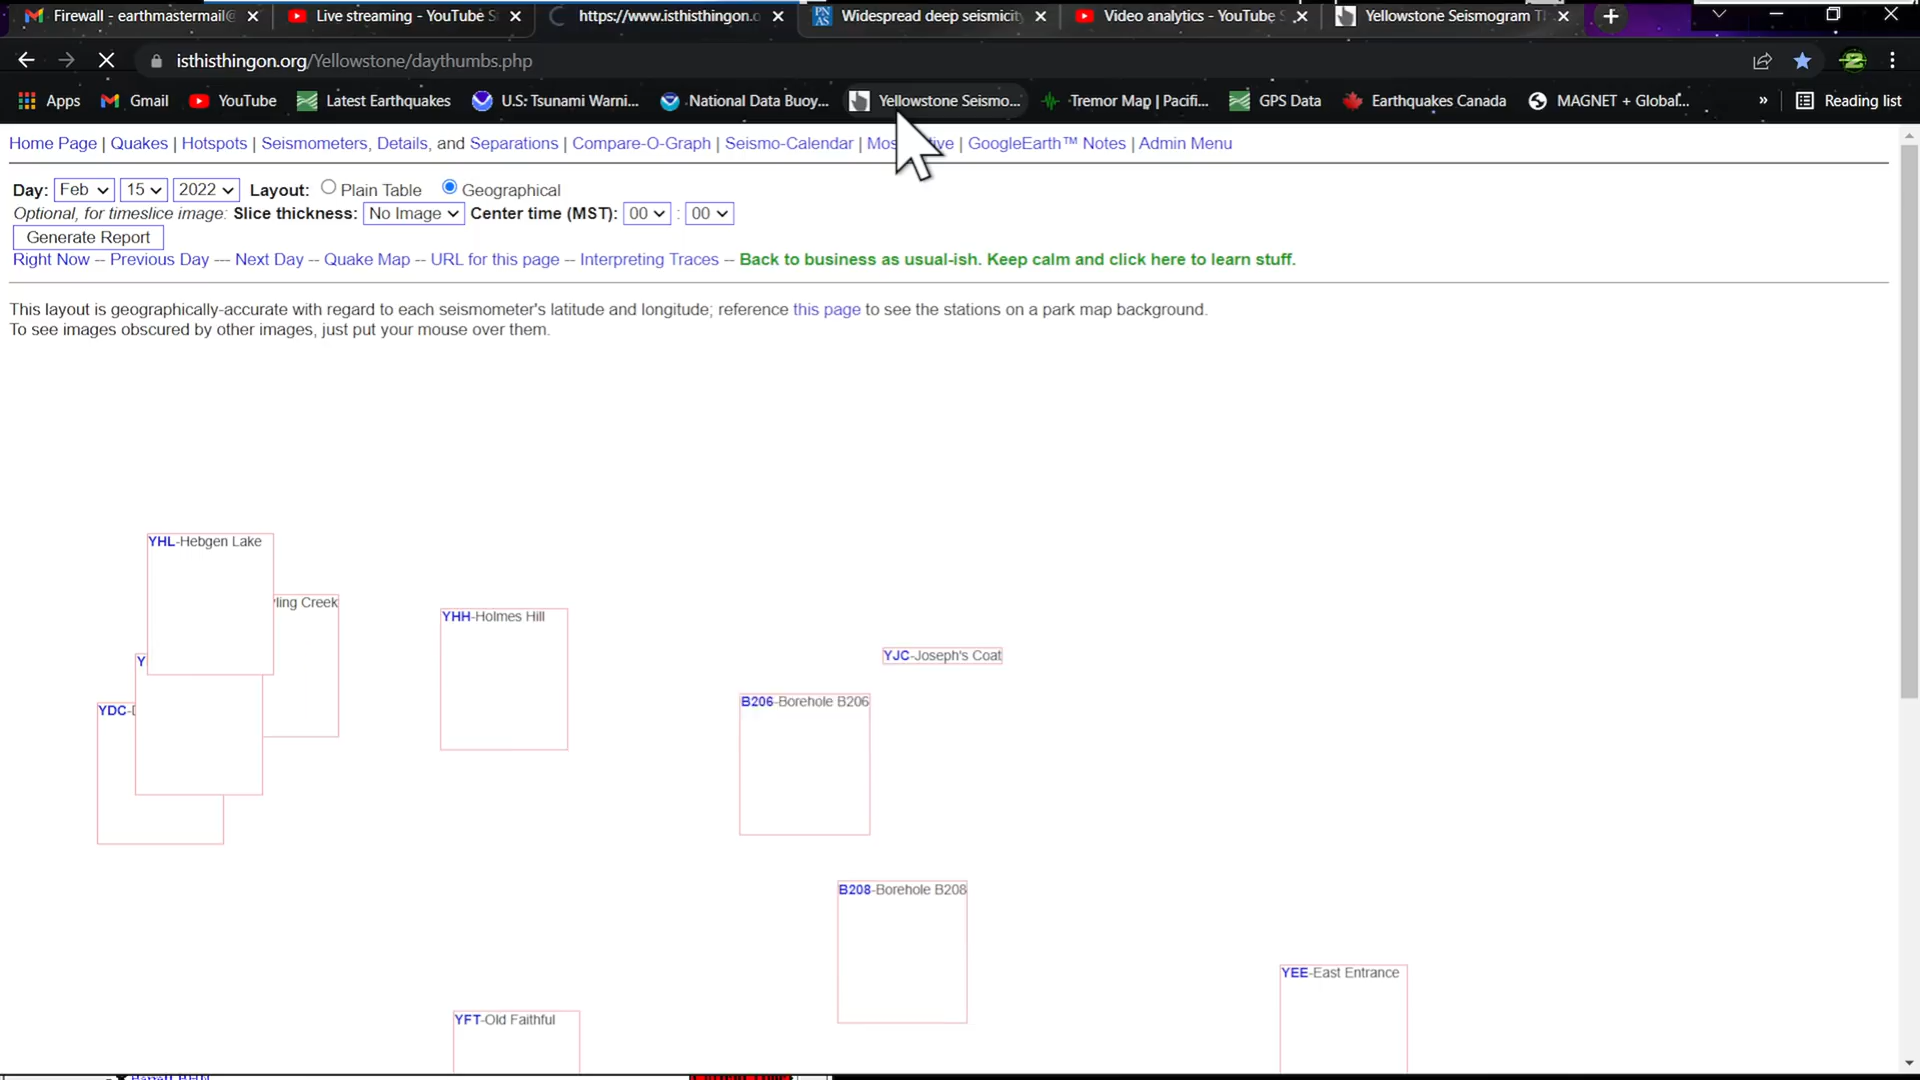 Firewall - earthmastermail@
Live streaming - YouTube S
https://www.isthisthingon.o
Widespread deep seismicity
Video analytics - YouTube S
Yellowstone Seismogram T
isthisthingon.org/Yellowstone/daythumbs.php
Apps
Gmail
YouTube
Latest Earthquakes
U.S: Tsunami Warni...
National Data Buoy...
Yellowstone Seismo...
Tremor Map | Pacifi...
GPS Data
Earthquakes Canada
MAGNET + Global...
»
Reading list
Home Page | Quakes | Hotspots | Seismometers, Details, and Separations | Compare-O-Graph | Seismo-Calendar | | GoogleEarth™ Notes | Admin Menu
Day: Feb 15 2022 Layout: Plain Table Geographical
Optional, for timeslice image: Slice thickness: No Image Center time (MST): 00 : 00
Generate Report
Right Now -- Previous Day --- Next Day -- Quake Map -- URL for this page -- Interpreting Traces -- Back to business as usual-ish. Keep calm and click here to learn stuff.
This layout is geographically-accurate with regard to each seismometer's latitude and longitude; reference this page to see the stations on a park map background.
To see images obscured by other images, just put your mouse over them.
YHL-Hebgen Lake
ling Creek
YHH-Holmes Hill
YJC-Joseph's Coat
Y
B206-Borehole B206
YDC-
B208-Borehole B208
YEE-East Entrance
YFT-Old Faithful